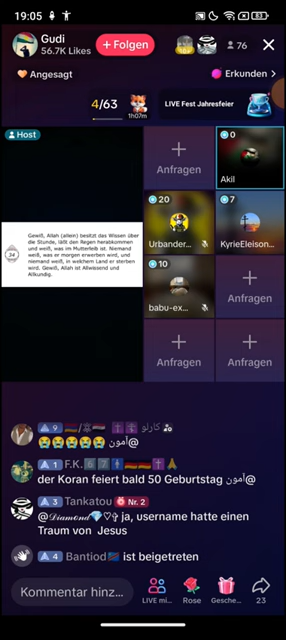 19:05
83
Gudi
56.7K Likes
+ Folgen
76
Angesagt
Erkunden >
4/63
1h07m
LIVE Fest Jahresfeier
Host
Anfragen
0
Akil
34
Gewiß, Allah (allein) besitzt das Wissen über
die Stunde, läßt den Regen herabkommen
und weiß, was im Mutterleib ist. Niemand
weiß, was er morgen erwerben wird, und
niemand weiß, in welchem Land er sterben
wird. Gewiß, Allah ist Allwissend und
Allkundig.
20
Urbander...
7
KyrieEleison...
10
babu-ex...
Anfragen
Anfragen
Anfragen
9 🇩🇪/🇪🇬 ✝️ كارلو
😭😭😭😭😭 آمون@
1 F.K. 6️⃣7️⃣🇩🇪🇩🇪✝️🙏
der Koran feiert bald 50 Geburtstag آمون@
3 Tankatou Nr. 2
@𝓓𝓲𝓪𝓶𝓸𝓷𝓭💎♡✞ ja, username hatte einen
Traum von Jesus
4 Bantiod ist beigetreten
Kommentar hinz...
LIVE mi...
Rose
Gesche...
23